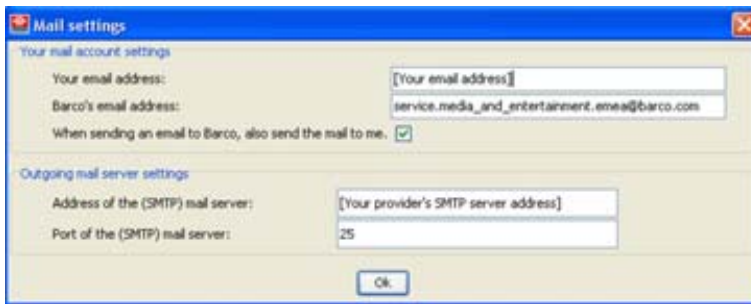 Mail settings
Your mail account settings
Your email address: [Your email address]
Barco's email address: service.media_and_entertainment.emea@barco.com
When sending an email to Barco, also send the mail to me.
Outgoing mail server settings
Address of the (SMTP) mail server: [Your provider's SMTP server address]
Port of the (SMTP) mail server: 25
Ok